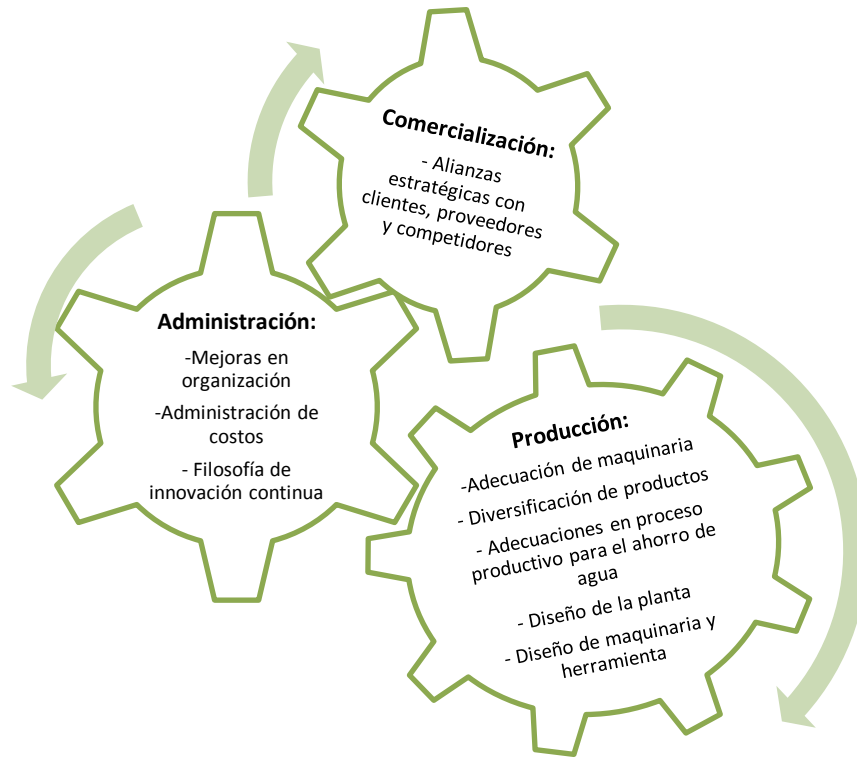 Comercialización:
- Alianzas
estratégicas con
clientes, proveedores
y competidores
Administración:
-Mejoras en
organización
-Administración de
costos
- Filosofía de
innovación continua
Producción:
-Adecuación de maquinaria
- Diversificación de productos
- Adecuaciones en proceso
productivo para el ahorro de
agua
- Diseño de la planta
- Diseño de maquinaria y
herramienta